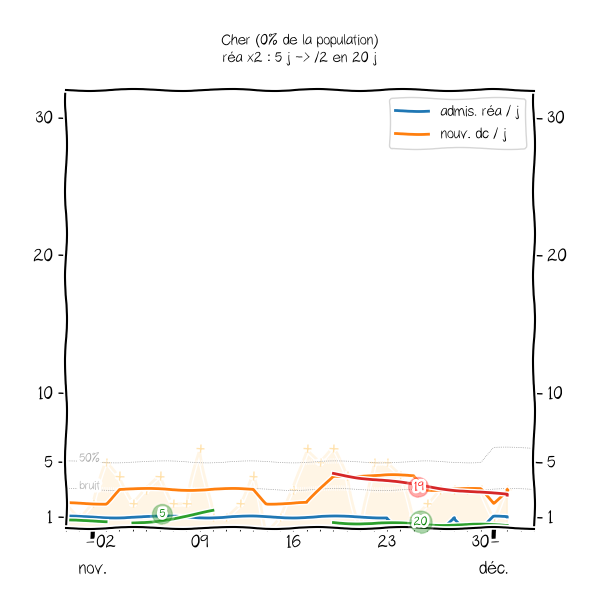 Cher (0% de la population)
réa x2 : 5 j -> /2 en 20 j
admis. réa / j
nouv. dc / j
30 30
20 20
10 10
5 5
1 1
50%
bruit
5
19
20
02 09 16 23 30
nov. déc.